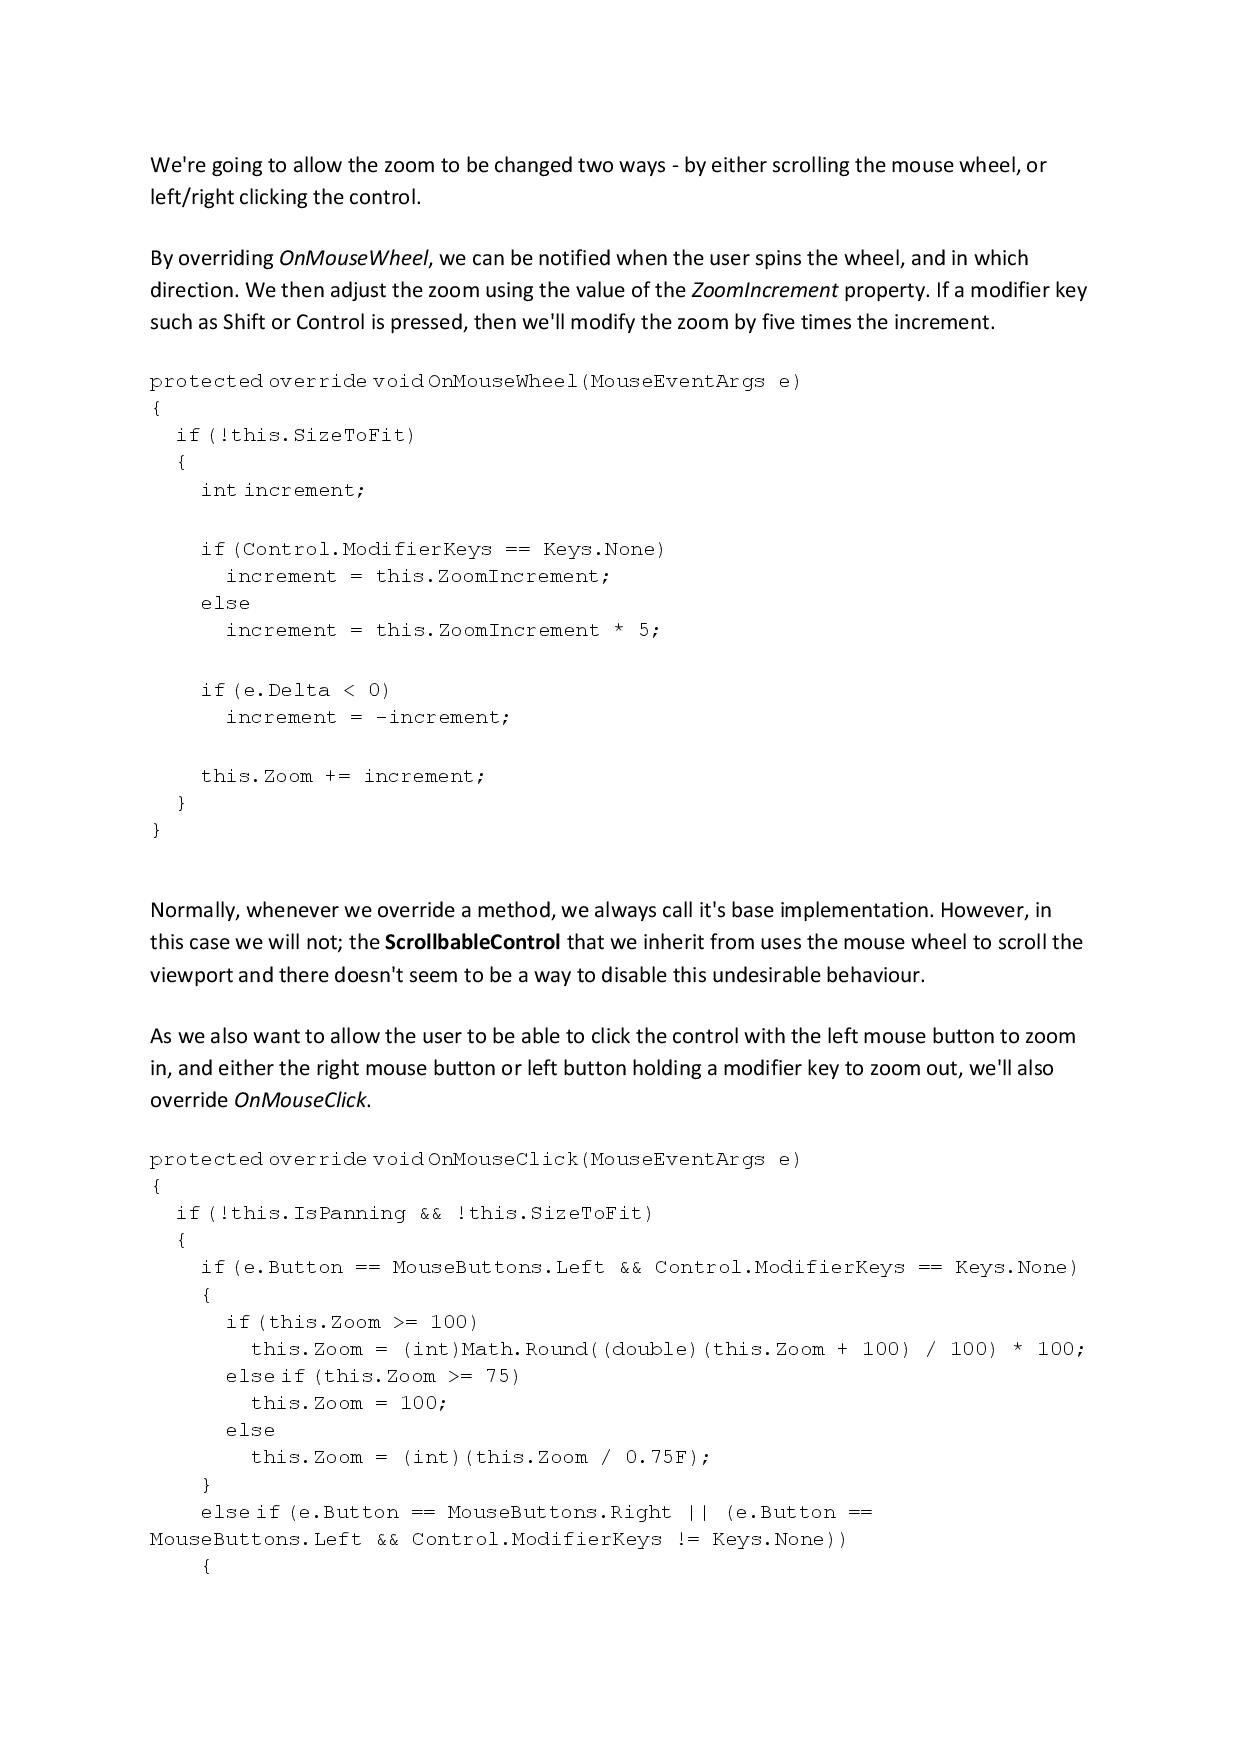 We're going to allow the zoom to be changed two ways - by either scrolling the mouse wheel, or
left/right clicking the control.
By overriding OnMouseWheel, we can be notified when the user spins the wheel, and in which
direction. We then adjust the zoom using the value of the ZoomIncrement property. If a modifier key
such as Shift or Control is pressed, then we'll modify the zoom by five times the increment.
protected override void OnMouseWheel(MouseEventArgs e)
{
if (!this.SizeToFit)
{
int increment;
if (Control.ModifierKeys == Keys.None)
increment = this.ZoomIncrement;
else
increment = this.ZoomIncrement * 5;
if (e.Delta < 0)
increment = -increment;
this.Zoom += increment;
}
}
Normally, whenever we override a method, we always call it's base implementation. However, in
this case we will not; the ScrollbableControl that we inherit from uses the mouse wheel to scroll the
viewport and there doesn't seem to be a way to disable this undesirable behaviour.
As we also want to allow the user to be able to click the control with the left mouse button to zoom
in, and either the right mouse button or left button holding a modifier key to zoom out, we'll also
override OnMouseClick.
protected override void OnMouseClick(MouseEventArgs e)
{
if (!this.IsPanning && !this.SizeToFit)
{
if (e.Button == MouseButtons.Left && Control.ModifierKeys == Keys.None)
{
if (this.Zoom >= 100)
this.Zoom = (int)Math.Round((double)(this.Zoom + 100) / 100) * 100;
else if (this.Zoom >= 75)
this.Zoom = 100;
else
this.Zoom = (int)(this.Zoom / 0.75F);
}
else if (e.Button == MouseButtons.Right || (e.Button ==
MouseButtons.Left && Control.ModifierKeys != Keys.None))
{